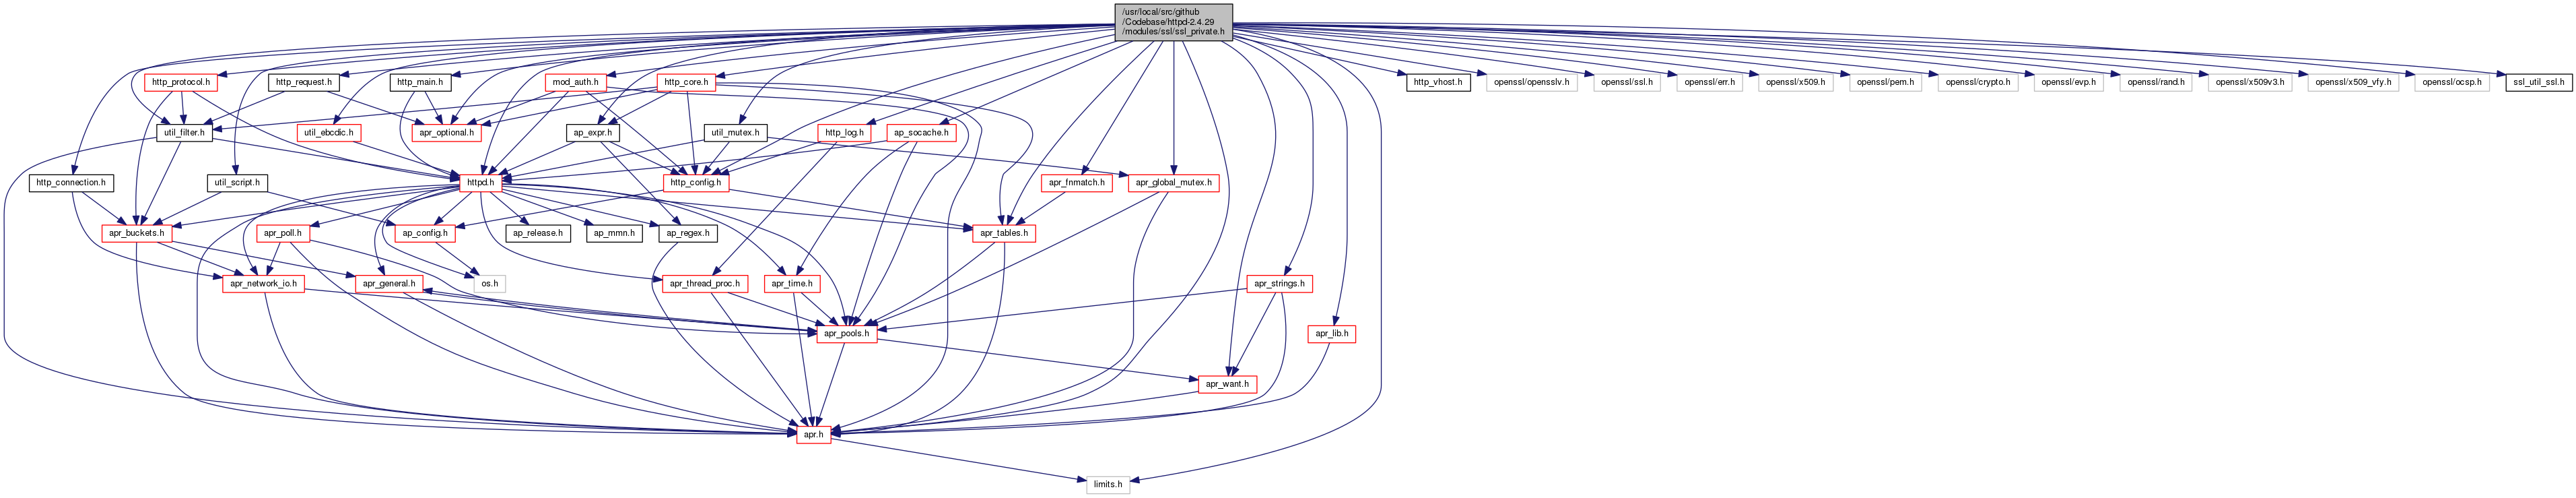 /usr/local/src/github
/Codebase/httpd-2.4.29
/modules/ssl/ssl_private.h
http_protocol.h
http_request.h
http_main.h
mod_auth.h
http_core.h
http_vhost.h
openssl/opensslv.h
openssl/ssl.h
openssl/err.h
openssl/x509.h
openssl/pem.h
openssl/crypto.h
openssl/evp.h
openssl/rand.h
openssl/x509v3.h
openssl/x509_vfy.h
openssl/ocsp.h
ssl_util_ssl.h
util_filter.h
util_ebcdic.h
apr_optional.h
ap_expr.h
util_mutex.h
http_log.h
ap_socache.h
http_connection.h
util_script.h
httpd.h
http_config.h
apr_fnmatch.h
apr_global_mutex.h
apr_buckets.h
apr_poll.h
ap_config.h
ap_release.h
ap_mmn.h
ap_regex.h
apr_tables.h
apr_network_io.h
apr_general.h
os.h
apr_thread_proc.h
apr_time.h
apr_strings.h
apr_pools.h
apr_lib.h
apr_want.h
apr.h
limits.h